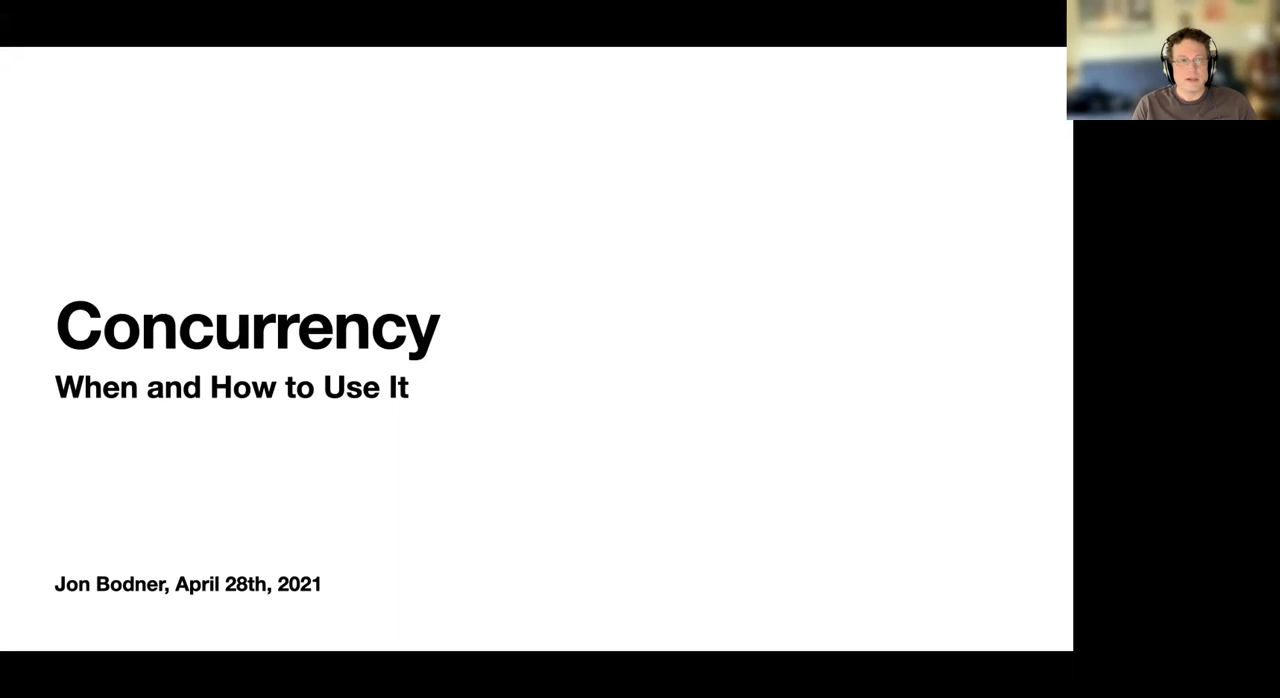 Concurrency
When and How to Use It
Jon Bodner, April 28th, 2021